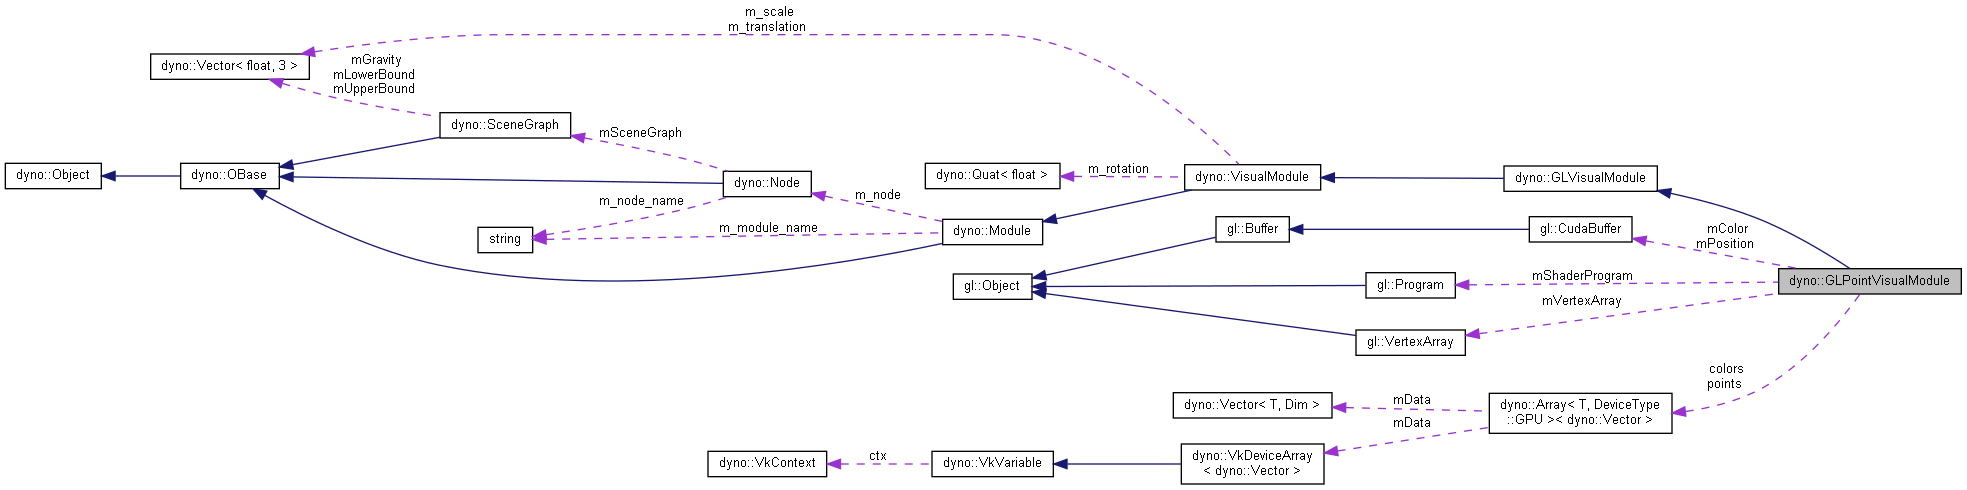 m_scale
m_translation
dyno::Vector< float, 3 >
mGravity
mLowerBound
mUpperBound
dyno::SceneGraph
mSceneGraph
dyno::Object
dyno::OBase
dyno::Node
m_node_name
m_node
string
m_module_name
dyno::Module
dyno::Quat< float >
m_rotation
dyno::VisualModule
dyno::GLVisualModule
gl::Buffer
gl::CudaBuffer
mColor
mPosition
gl::Object
gl::Program
mShaderProgram
dyno::GLPointVisualModule
mVertexArray
gl::VertexArray
colors
points
dyno::Vector< T, Dim >
mData
dyno::Array< T, DeviceType
::GPU >< dyno::Vector >
mData
dyno::VkContext
ctx
dyno::VkVariable
dyno::VkDeviceArray
< dyno::Vector >